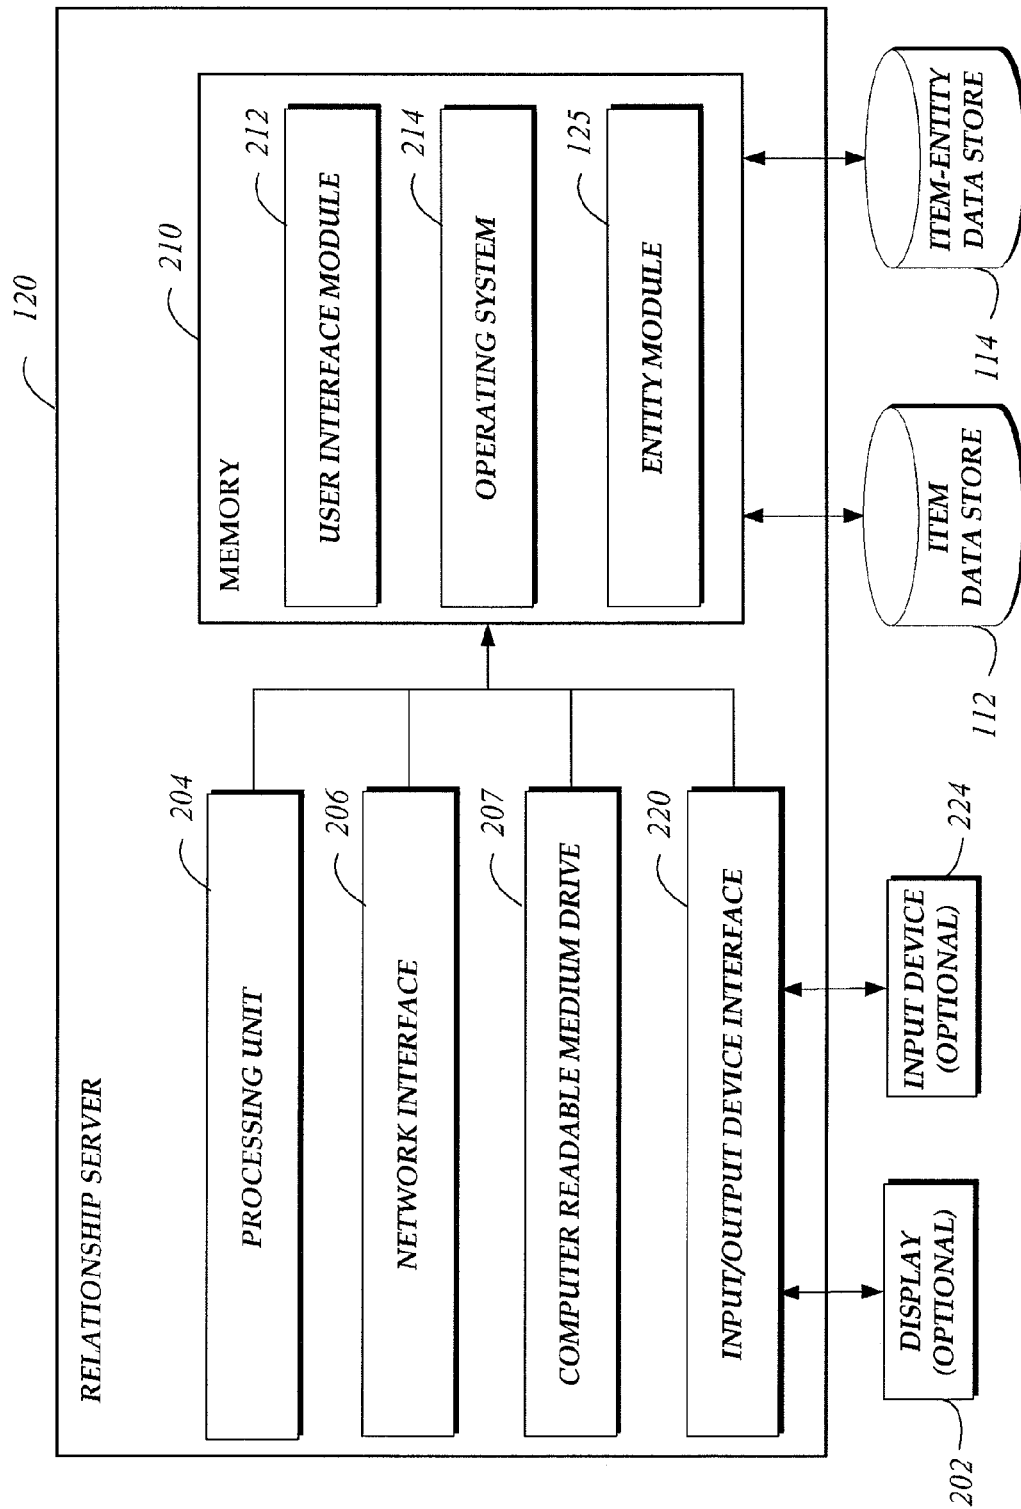 120
RELATIONSHIP SERVER
204
PROCESSING UNIT
206
NETWORK INTERFACE
207
COMPUTER READABLE MEDIUM DRIVE
220
INPUT/OUTPUT DEVICE INTERFACE
210
MEMORY
212
USER INTERFACE MODULE
214
OPERATING SYSTEM
125
ENTITY MODULE
202
DISPLAY
(OPTIONAL)
224
INPUT DEVICE
(OPTIONAL)
112
ITEM
DATA STORE
114
ITEM-ENTITY
DATA STORE